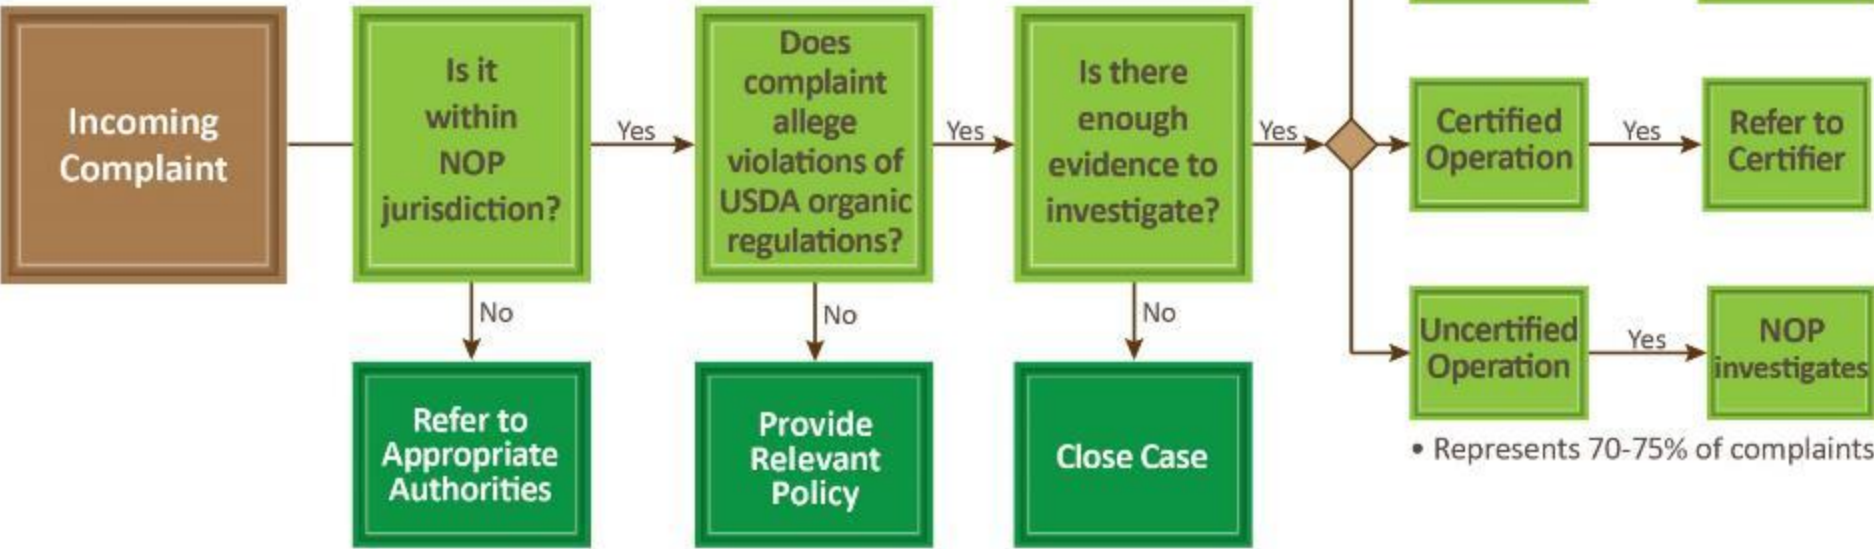 Incoming
Complaint
Is it
within
NOP
jurisdiction?
Yes
Does
complaint
allege
violations of
USDA organic
regulations?
Yes
Is there
enough
evidence to
investigate?
Yes
Certified
Operation
Yes
Refer to
Certifier
Uncertified
Operation
Yes
NOP
investigates
• Represents 70-75% of complaints
No
Refer to
Appropriate
Authorities
No
Provide
Relevant
Policy
No
Close Case